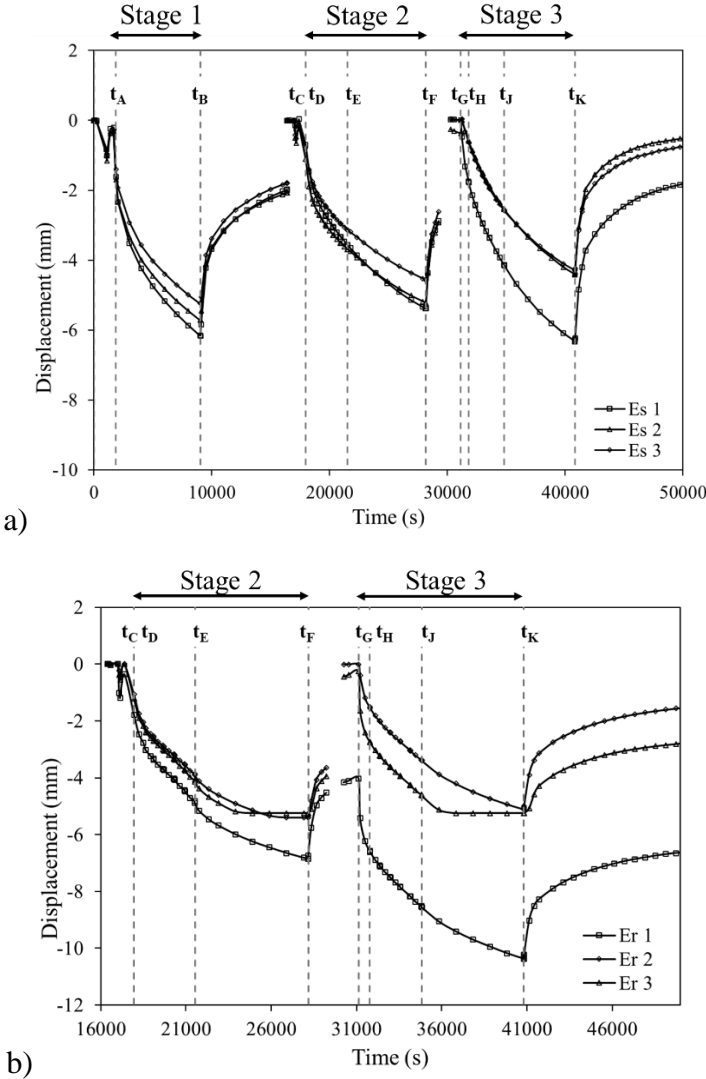 Stage 1 Stage 2 Stage 3
2
tA tB tC tD tE tF tG tH tJ tK
0
-2
-4
-6
-8
-10
Displacement (mm)
Es 1
Es 2
Es 3
0 10000 20000 30000 40000 50000
Time (s)
a)
Stage 2 Stage 3
2
tC tD tE tF tG tH tJ tK
0
-2
-4
-6
-8
-10
-12
Displacement (mm)
Er 1
Er 2
Er 3
16000 21000 26000 31000 36000 41000 46000
Time (s)
b)